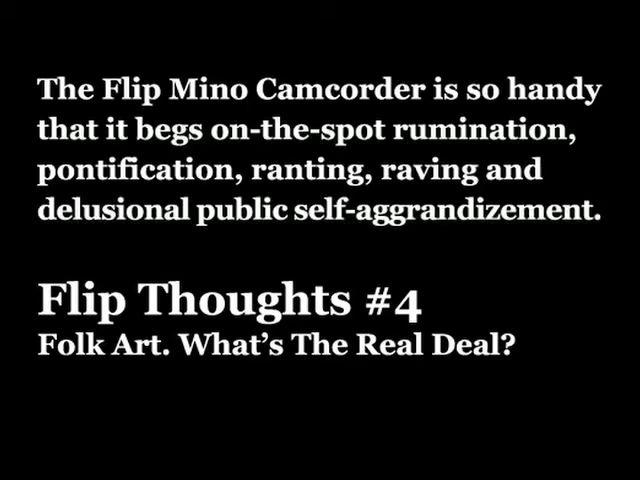 The Flip Mino Camcorder is so handy
that it begs on-the-spot rumination,
pontification, ranting, raving and
delusional public self-aggrandizement.
Flip Thoughts #4
Folk Art. What’s The Real Deal?